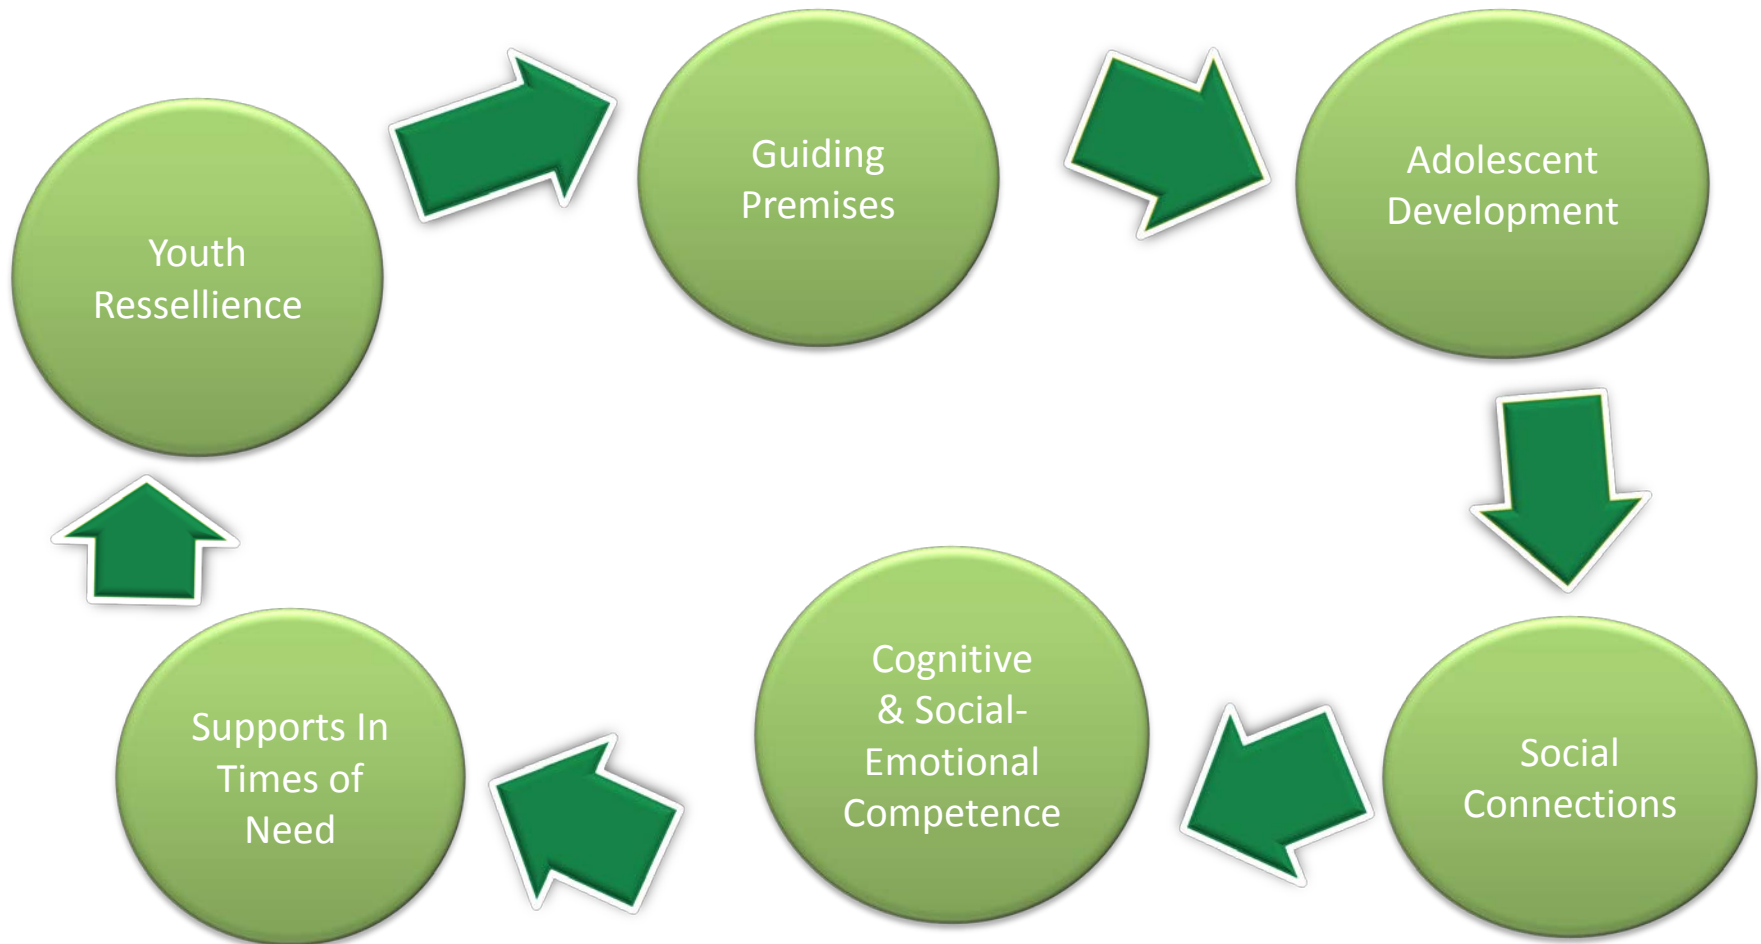 Youth
Ressellience
Guiding
Premises
Adolescent
Development
Social
Connections
Cognitive
& Social-
Emotional
Competence
Supports In
Times of
Need